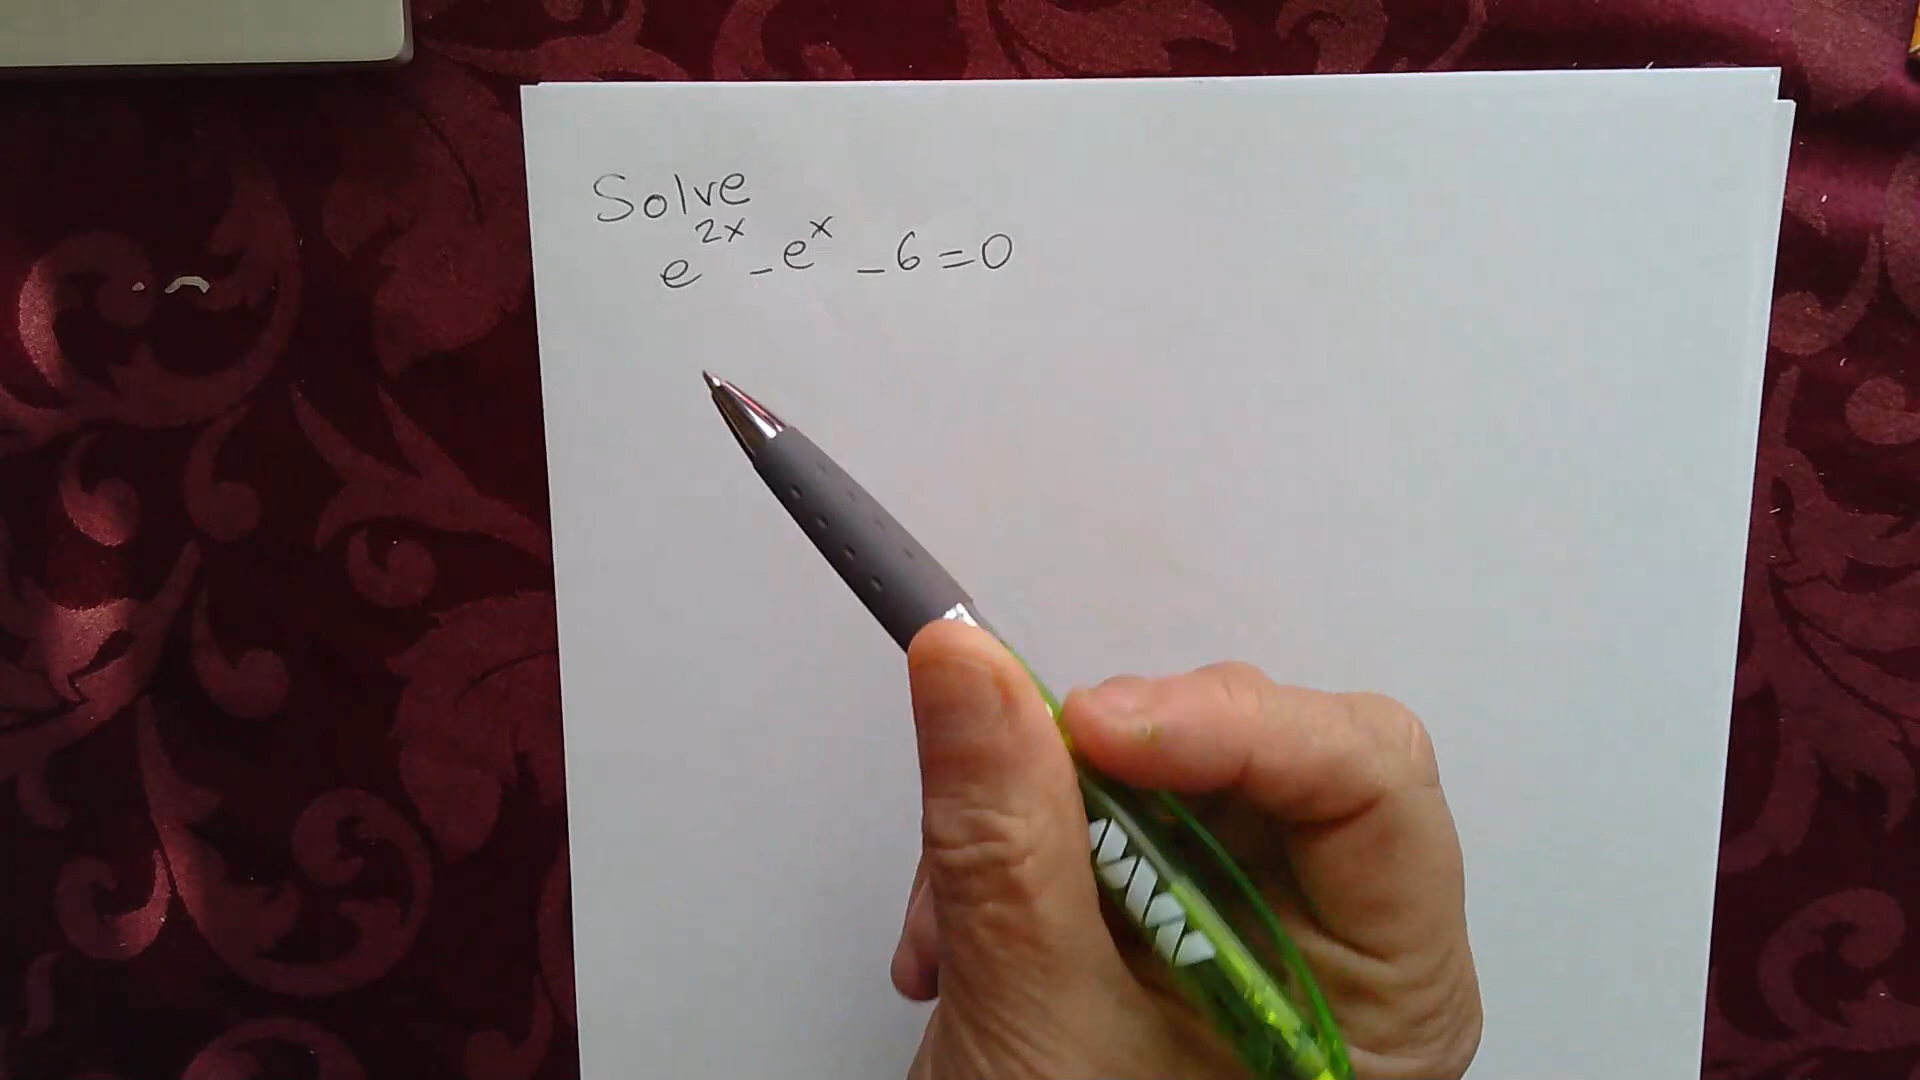 Solve
e^{2x} - e^x - 6 = 0